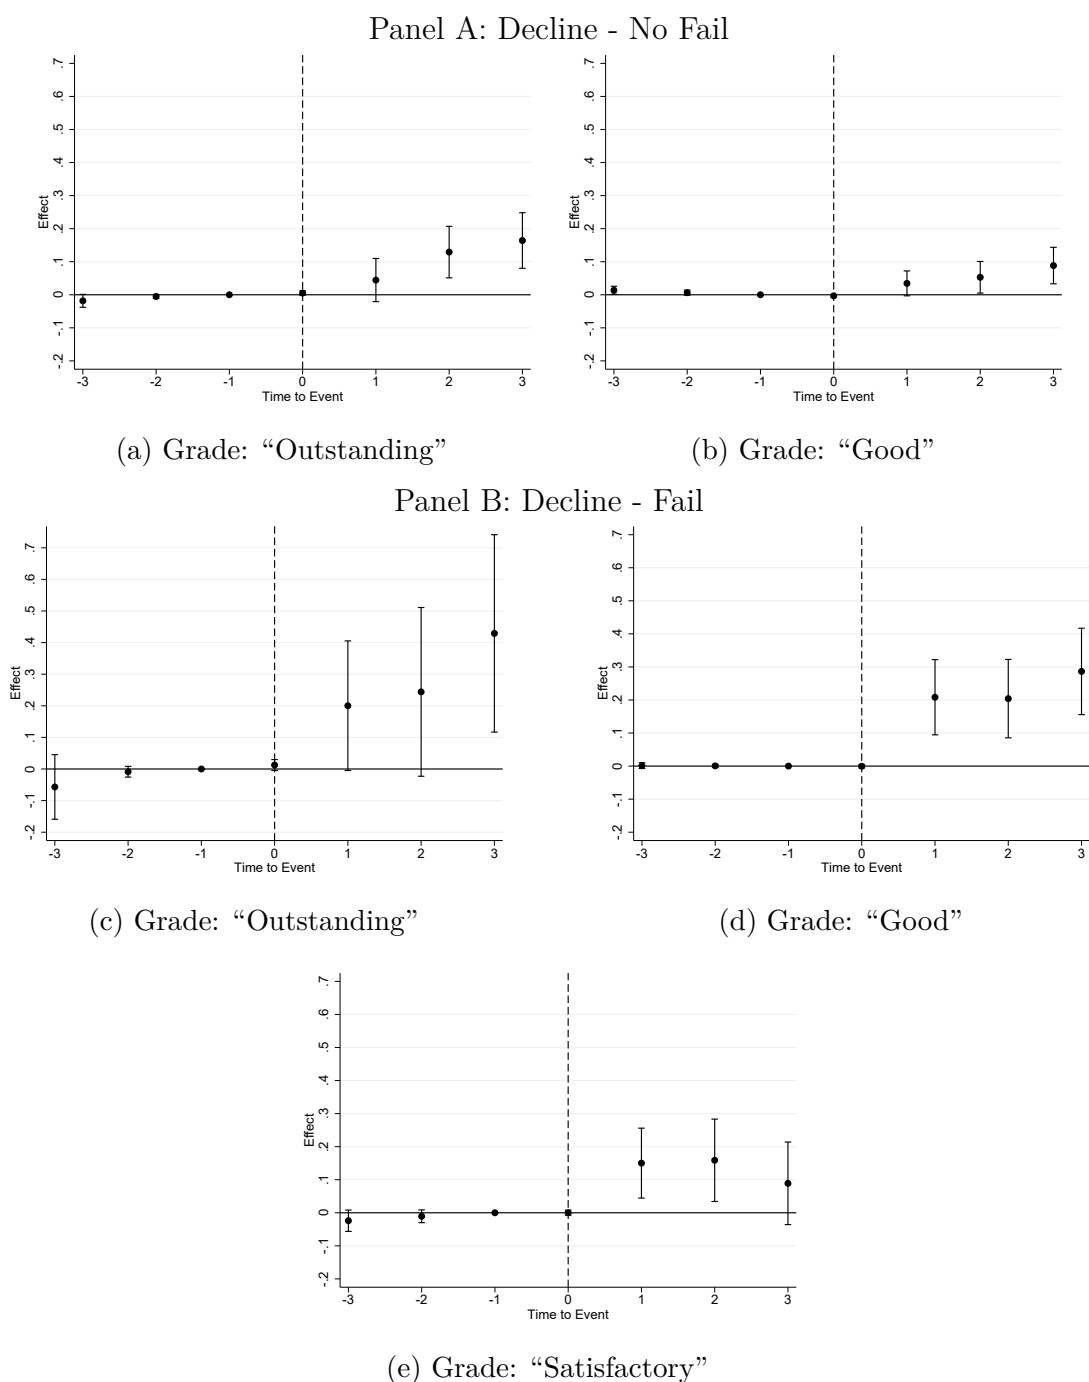 Panel A: Decline - No Fail
Effect
.7
.6
.5
.4
.3
.2
.1
0
-.1
-.2
-3 -2 -1 0 1 2 3
Time to Event
(a) Grade: “Outstanding”
Effect
.7
.6
.5
.4
.3
.2
.1
0
-.1
-.2
-3 -2 -1 0 1 2 3
Time to Event
(b) Grade: “Good”
Panel B: Decline - Fail
Effect
.7
.6
.5
.4
.3
.2
.1
0
-.1
-.2
-3 -2 -1 0 1 2 3
Time to Event
(c) Grade: “Outstanding”
Effect
.7
.6
.5
.4
.3
.2
.1
0
-.1
-.2
-3 -2 -1 0 1 2 3
Time to Event
(d) Grade: “Good”
Effect
.7
.6
.5
.4
.3
.2
.1
0
-.1
-.2
-3 -2 -1 0 1 2 3
Time to Event
(e) Grade: “Satisfactory”